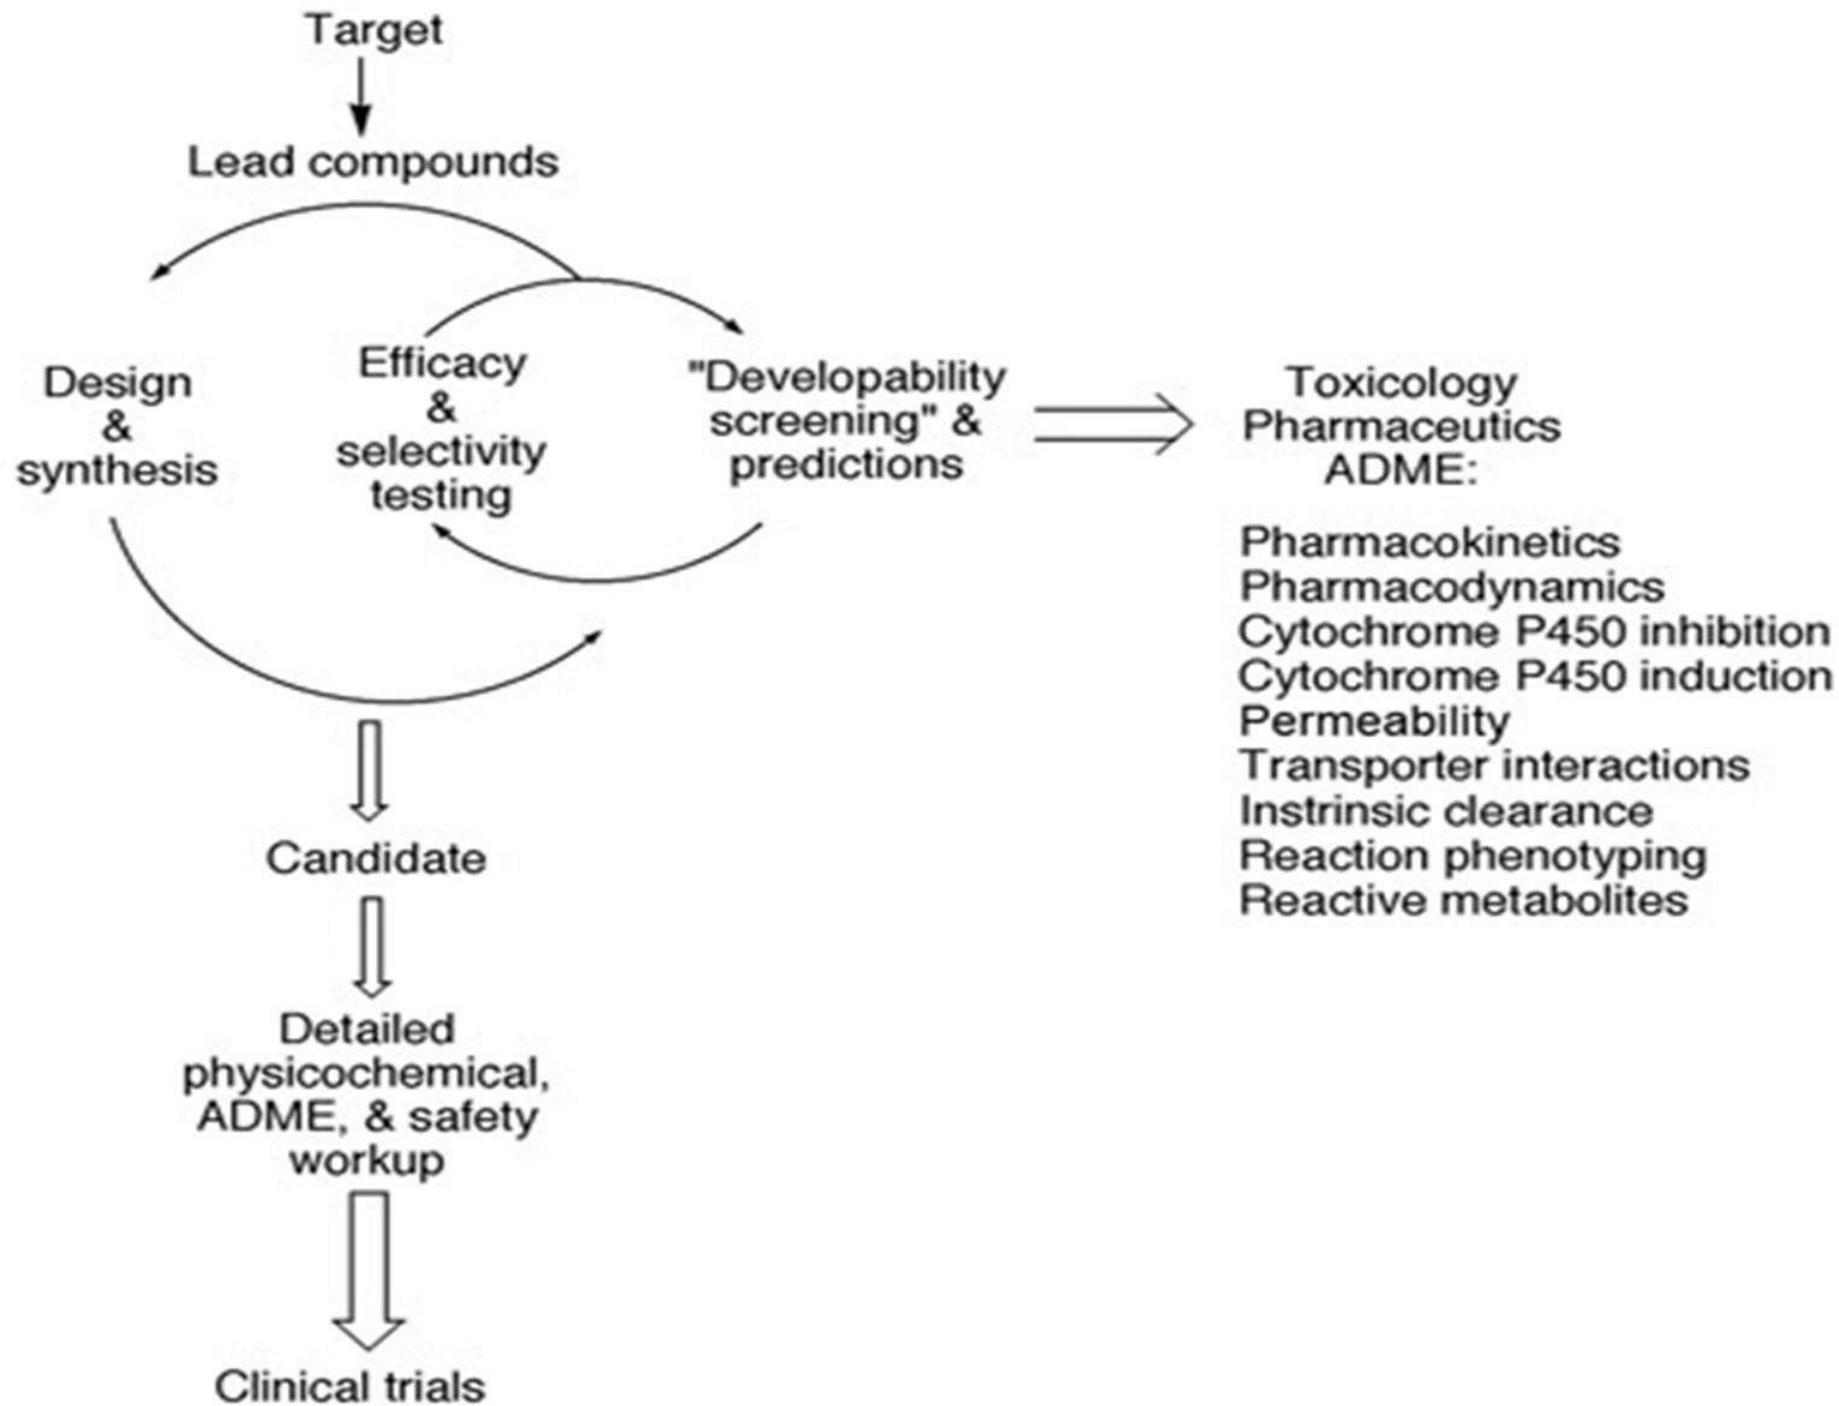 Target
Lead compounds
Design
&
synthesis
Efficacy
&
selectivity
testing
"Developability
screening" &
predictions
Toxicology
Pharmaceutics
ADME:
Pharmacokinetics
Pharmacodynamics
Cytochrome P450 inhibition
Cytochrome P450 induction
Permeability
Transporter interactions
Instrinsic clearance
Reaction phenotyping
Reactive metabolites
Candidate
Detailed
physicochemical,
ADME, & safety
workup
Clinical trials